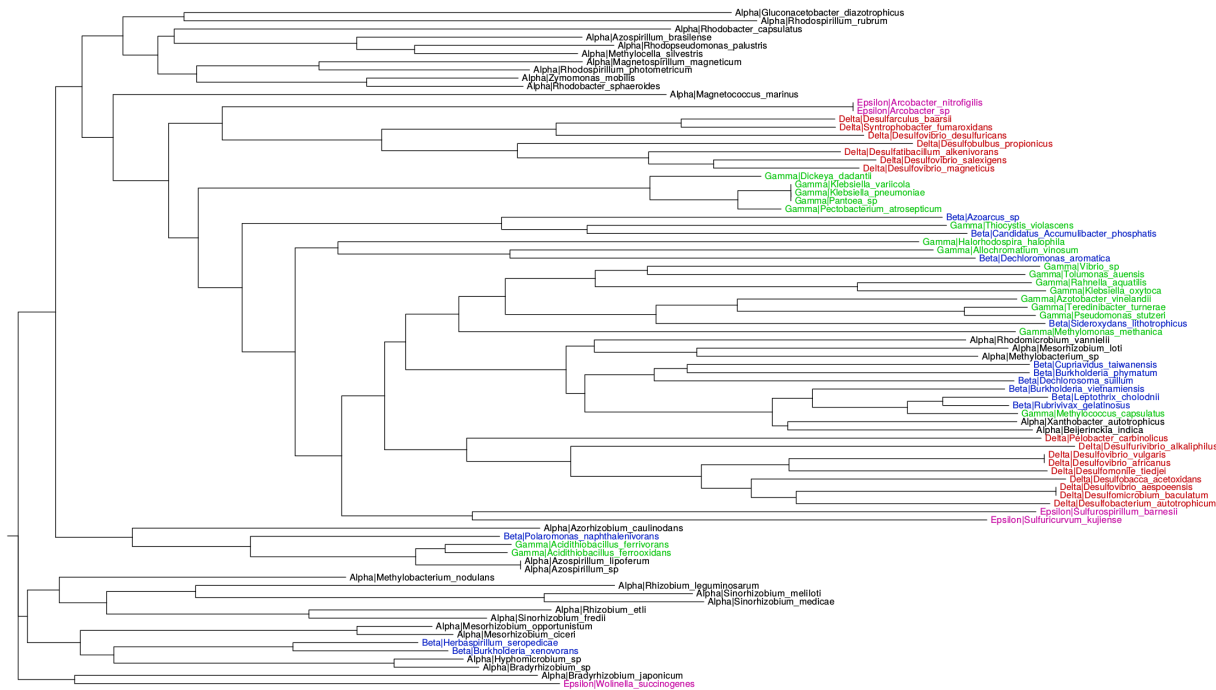 Alpha|Gluconacetobacter_diazotrophicus
Alpha|Rhodospirillum_rubrum
Alpha|Rhodobacter_capsulatus
Alpha|Azospirillum_brasilense
Alpha|Rhodopseudomonas_palustris
Alpha|Methylocella_silvestris
Alpha|Magnetospirillum_magneticum
Alpha|Rhodospirillum_photometricum
Alpha|Zymomonas_mobilis
Alpha|Rhodobacter_sphaeroides
Alpha|Magnetococcus_marinus
Epsilon|Arcobacter_nitrofigilis
Epsilon|Arcobacter_sp
Delta|Desulfarculus_baarsii
Delta|Syntrophobacter_fumaroxidans
Delta|Desulfovibrio_desulfuricans
Delta|Desulfobulbus_propionicus
Delta|Desulfatibacillum_alkenivorans
Delta|Desulfovibrio_salexigens
Delta|Desulfovibrio_magneticus
Gamma|Dickeya_dadantii
Gamma|Klebsiella_variicola
Gamma|Klebsiella_pneumoniae
Gamma|Pantoea_sp
Gamma|Pectobacterium_atrosepticum
Beta|Azoarcus_sp
Gamma|Thiocystis_violascens
Beta|Candidatus_Accumulibacter_phosphatis
Gamma|Halorhodospira_halophila
Gamma|Allochromatium_vinosum
Beta|Dechloromonas_aromatica
Gamma|Vibrio_sp
Gamma|Tolumonas_auensis
Gamma|Rahnella_aquatilis
Gamma|Klebsiella_oxytoca
Gamma|Azotobacter_vinelandii
Gamma|Teredinibacter_turnerae
Gamma|Pseudomonas_stutzeri
Beta|Sideroxydans_lithotrophicus
Gamma|Methylomonas_methanica
Alpha|Rhodomicrobium_vannielii
Alpha|Mesorhizobium_loti
Alpha|Methylobacterium_sp
Beta|Cupriavidus_taiwanensis
Beta|Burkholderia_phymatum
Beta|Dechlorosoma_suillum
Beta|Burkholderia_vietnamiensis
Beta|Leptothrix_cholodnii
Beta|Rubrivivax_gelatinosus
Gamma|Methylococcus_capsulatus
Alpha|Xanthobacter_autotrophicus
Alpha|Beijerinckia_indica
Delta|Pelobacter_carbinolicus
Delta|Desulfurivibrio_alkaliphilus
Delta|Desulfovibrio_vulgaris
Delta|Desulfovibrio_africanus
Delta|Desulfomonile_tiedjei
Delta|Desulfobacca_acetoxidans
Delta|Desulfovibrio_aespoeensis
Delta|Desulfomicrobium_baculatum
Delta|Desulfobacterium_autotrophicum
Epsilon|Sulfurospirillum_barnesii
Epsilon|Sulfuricurvum_kujiense
Alpha|Azorhizobium_caulinodans
Beta|Polaromonas_naphthalenivorans
Gamma|Acidithiobacillus_ferrivorans
Gamma|Acidithiobacillus_ferrooxidans
Alpha|Azospirillum_lipoferum
Alpha|Azospirillum_sp
Alpha|Methylobacterium_nodulans
Alpha|Rhizobium_leguminosarum
Alpha|Sinorhizobium_meliloti
Alpha|Sinorhizobium_medicae
Alpha|Rhizobium_etli
Alpha|Sinorhizobium_fredii
Alpha|Mesorhizobium_opportunistum
Alpha|Mesorhizobium_ciceri
Beta|Herbaspirillum_seropedicae
Beta|Burkholderia_xenovorans
Alpha|Hyphomicrobium_sp
Alpha|Bradyrhizobium_sp
Alpha|Bradyrhizobium_japonicum
Epsilon|Wolinella_succinogenes